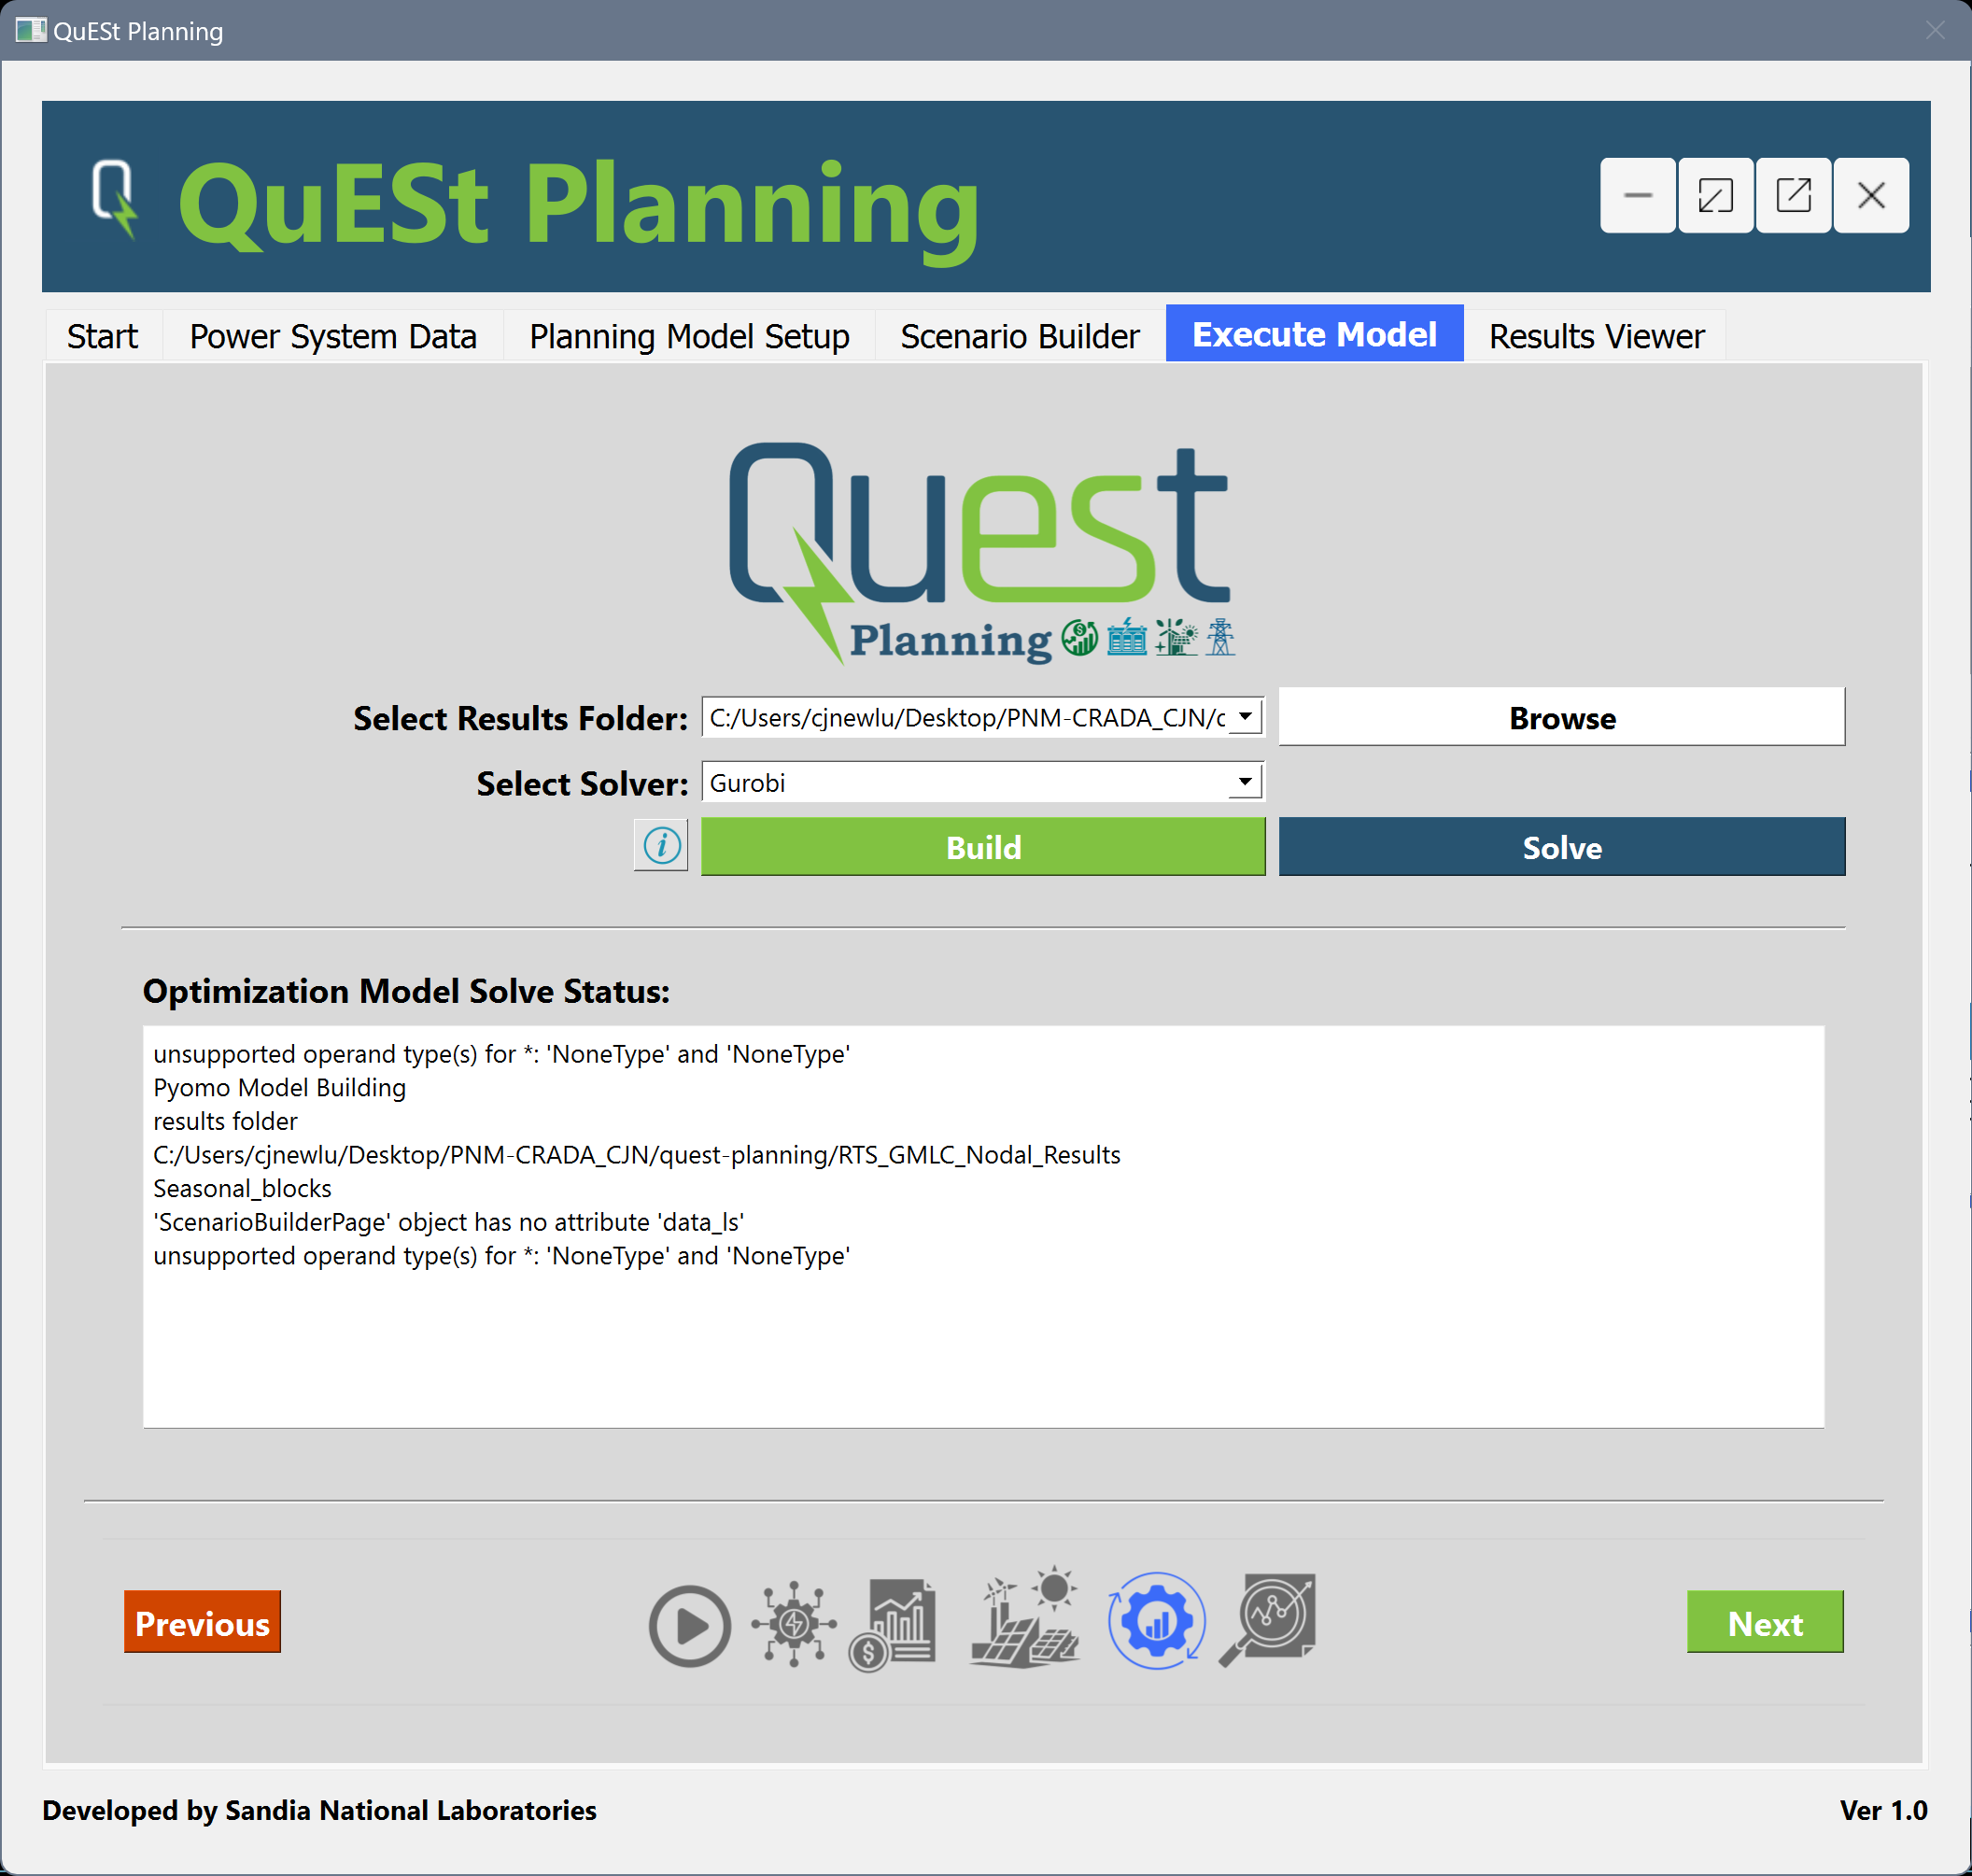 QuESt Planning
QuESt Planning
Start Power System Data Planning Model Setup Scenario Builder Execute Model Results Viewer
Quest
Planning
Select Results Folder: C:/Users/cjnewlu/Desktop/PNM-CRADA_CJN/c Browse
Select Solver: Gurobi
i Build Solve
Optimization Model Solve Status:
unsupported operand type(s) for *: 'NoneType' and 'NoneType'
Pyomo Model Building
results folder
C:/Users/cjnewlu/Desktop/PNM-CRADA_CJN/quest-planning/RTS_GMLC_Nodal_Results
Seasonal_blocks
'ScenarioBuilderPage' object has no attribute 'data_ls'
unsupported operand type(s) for *: 'NoneType' and 'NoneType'
Previous Next
Developed by Sandia National Laboratories Ver 1.0